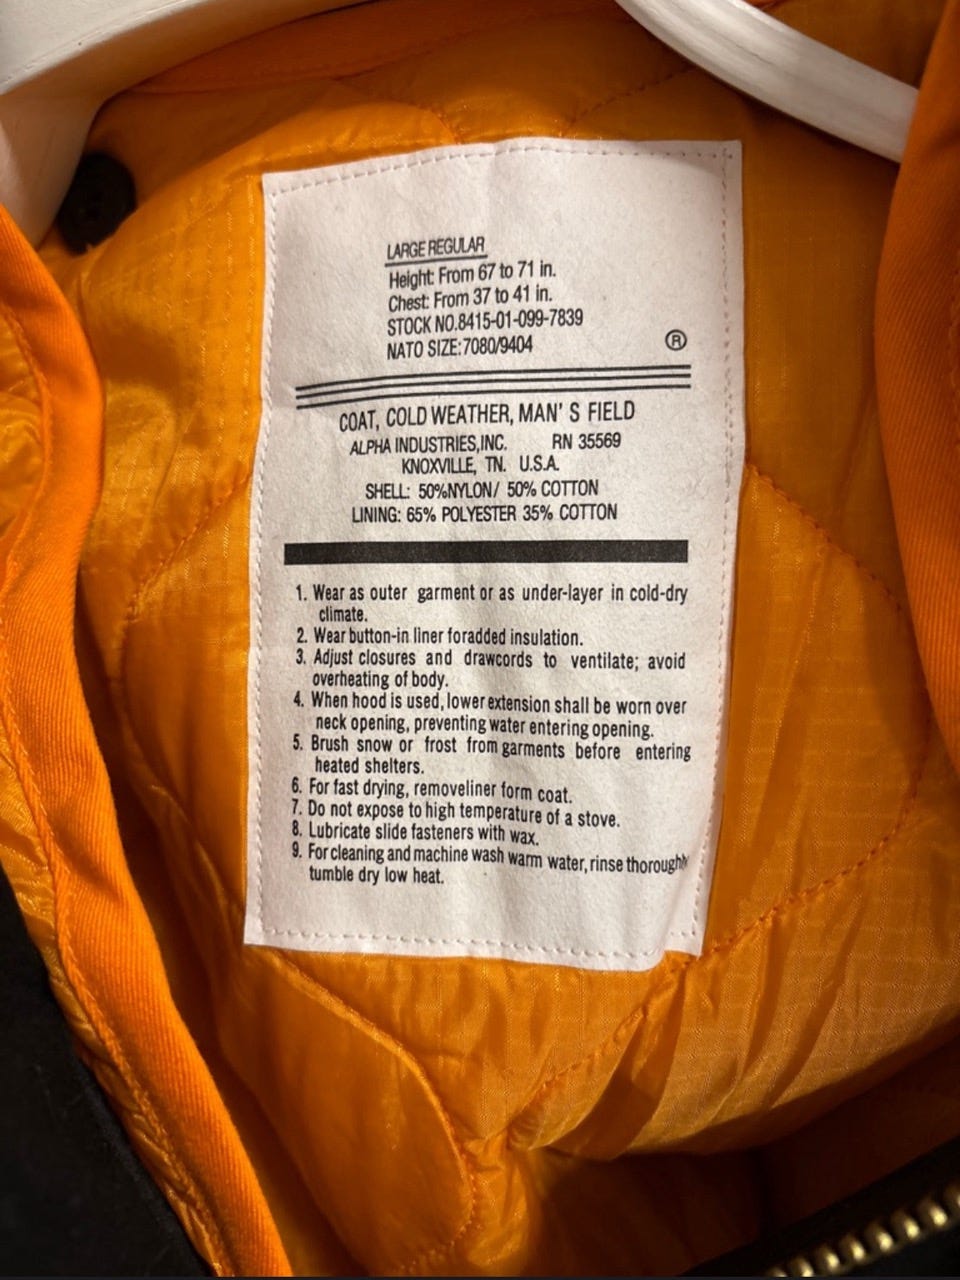 LARGE REGULAR
Height: From 67 to 71 in.
Chest: From 37 to 41 in.
STOCK NO.8415-01-099-7839
NATO SIZE:7080/9404
®
COAT, COLD WEATHER, MAN' S FIELD
ALPHA INDUSTRIES,INC. RN 35569
KNOXVILLE, TN. U.S.A.
SHELL: 50%NYLON/ 50% COTTON
LINING: 65% POLYESTER 35% COTTON
1. Wear as outer garment or as under-layer in cold-dry
climate.
2. Wear button-in liner foradded insulation.
3. Adjust closures and drawcords to ventilate; avoid
overheating of body.
4. When hood is used, lower extension shall be worn over
neck opening, preventing water entering opening.
5. Brush snow or frost from garments before entering
heated shelters.
6. For fast drying, removeliner form coat.
7. Do not expose to high temperature of a stove.
8. Lubricate slide fasteners with wax.
9. For cleaning and machine wash warm water, rinse thoroughly
tumble dry low heat.